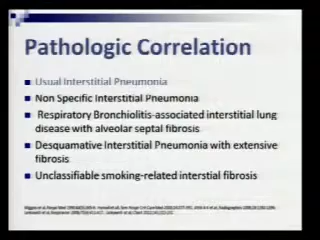 Pathologic Correlation
Usual Interstitial Pneumonia
Non Specific Interstitial Pneumonia
Respiratory Bronchiolitis-associated interstitial lung
disease with alveolar septal fibrosis
Desquamative Interstitial Pneumonia with extensive
fibrosis
Unclassifiable smoking-related interstial fibrosis